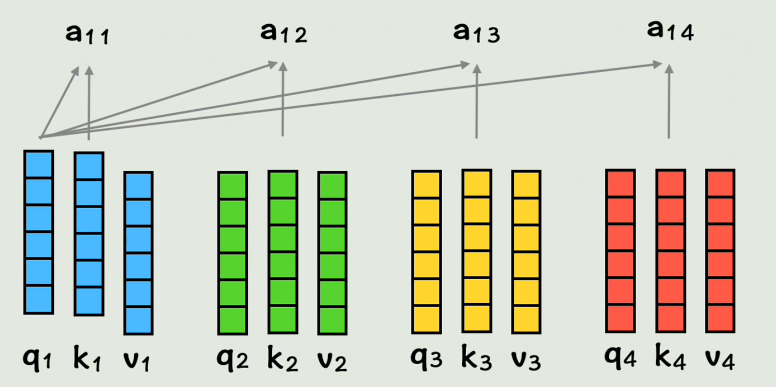 a11 a12 a13 a14
q1 k1 v1 q2 k2 v2 q3 k3 v3 q4 k4 v4